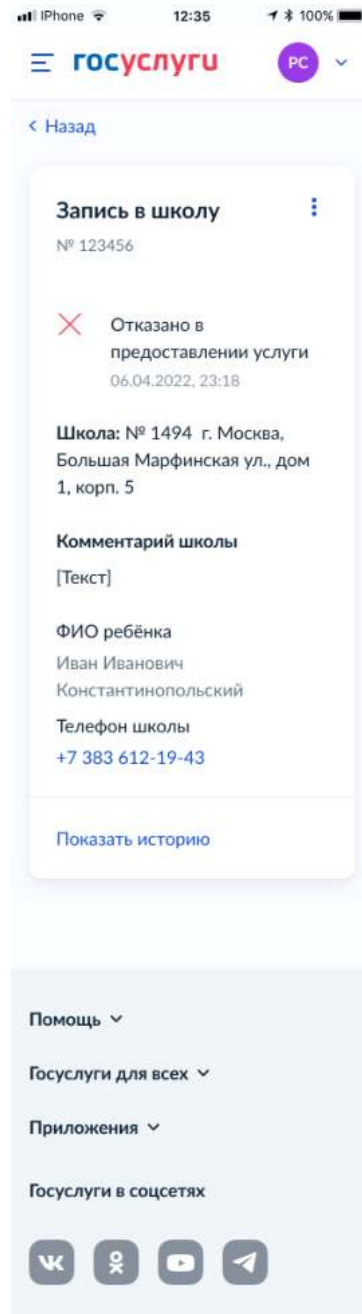 iPhone 12:35 100%
госуслуги РС
Назад
Запись в школу
№ 123456
Отказано в
предоставлении услуги
06.04.2022, 23:18
Школа: № 1494 г. Москва,
Большая Марфинская ул., дом
1, корп. 5
Комментарий школы
[Текст]
ФИО ребёнка
Иван Иванович
Константинопольский
Телефон школы
+7 383 612-19-43
Показать историю
Помощь
Госуслуги для всех
Приложения
Госуслуги в соцсетях